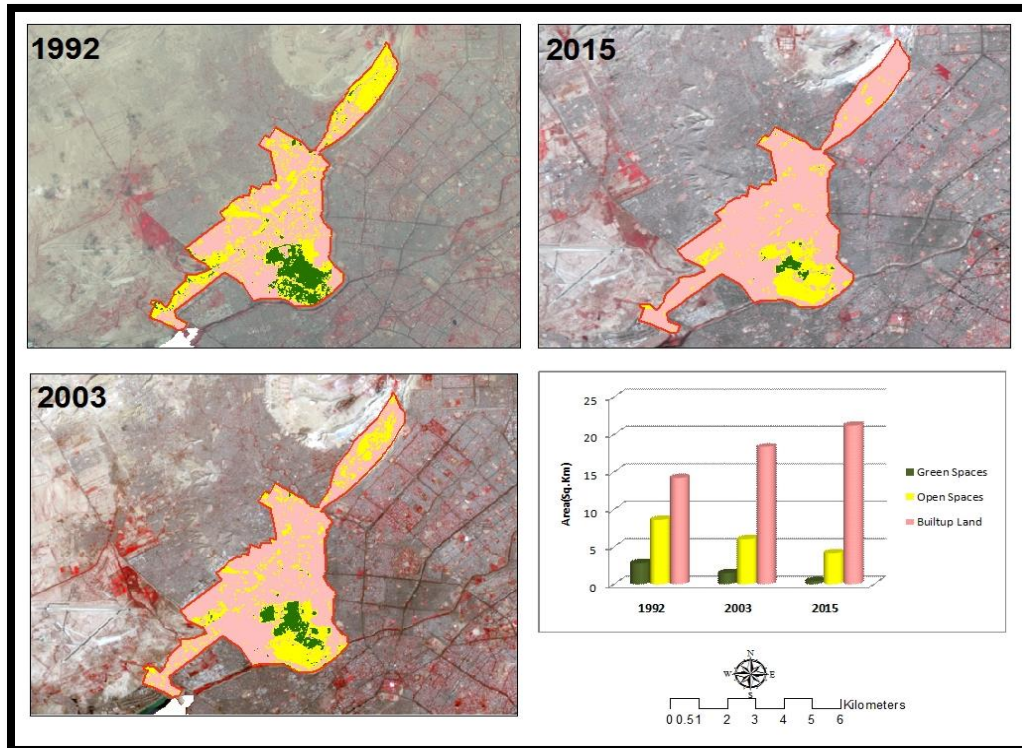 1992
2015
2003
25
20
15
10
5
0
Area(Sq.Km)
1992
2003
2015
Green Spaces
Open Spaces
Builtup Land
N
W
E
S
Kilometers
0 0.5 1 2 3 4 5 6